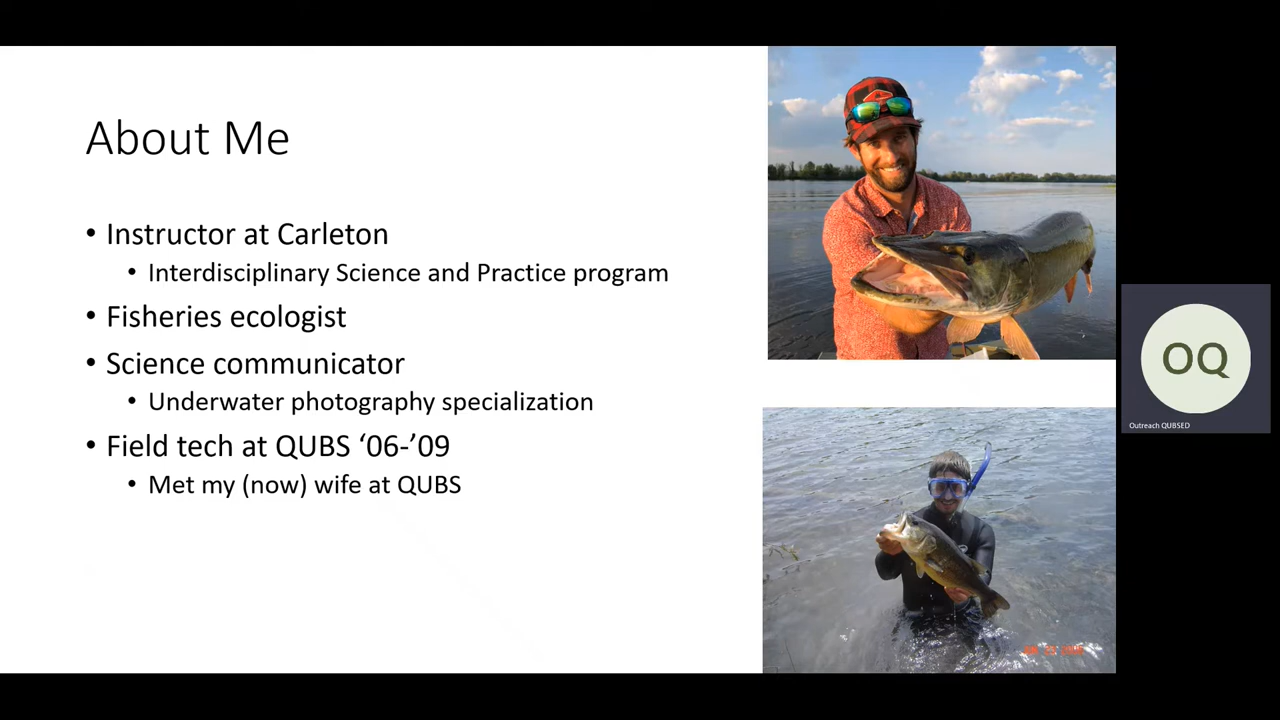 About Me
• Instructor at Carleton
• Interdisciplinary Science and Practice program
• Fisheries ecologist
• Science communicator
• Underwater photography specialization
• Field tech at QUBS ‘06-’09
• Met my (now) wife at QUBS
OQ
Outreach QUBSED